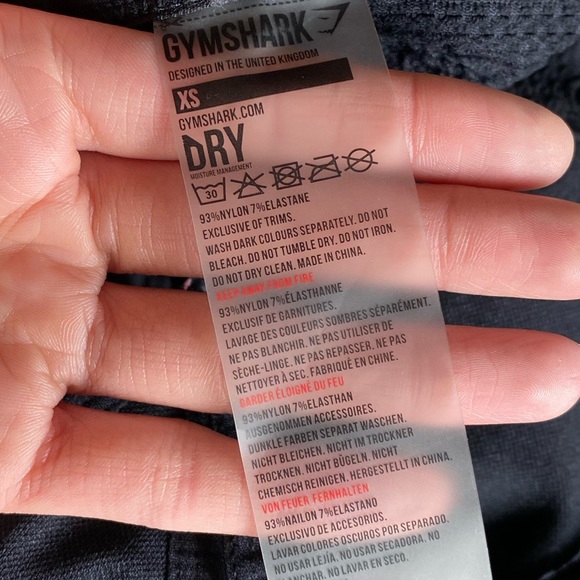 GYMSHARK
DESIGNED IN THE UNITED KINGDOM
XS
GYMSHARK.COM
DRY
MOISTURE MANAGEMENT
30
93%NYLON 7%ELASTANE
EXCLUSIVE OF TRIMS.
WASH DARK COLOURS SEPARATELY. DO NOT
BLEACH. DO NOT TUMBLE DRY. DO NOT IRON.
DO NOT DRY CLEAN. MADE IN CHINA.
KEEP AWAY FROM FIRE
93%NYLON 7%ÉLASTHANNE
EXCLUSIF DE GARNITURES.
LAVAGE DES COULEURS SOMBRES SÉPARÉMENT.
NE PAS BLANCHIR. NE PAS UTILISER DE
SÈCHE-LINGE. NE PAS REPASSER. NE PAS
NETTOYER À SEC. FABRIQUÉ EN CHINE.
GARDER ÉLOIGNÉ DU FEU
93%NYLON 7%ELASTHAN
AUSGENOMMEN ACCESSOIRES.
DUNKLE FARBEN SEPARAT WASCHEN.
NICHT BLEICHEN. NICHT IM TROCKNER
TROCKNEN. NICHT BÜGELN. NICHT
CHEMISCH REINIGEN. HERGESTELLT IN CHINA.
VON FEUER FERNHALTEN
93%NAILON 7%ELASTANO
EXCLUSIVO DE ACCESORIOS.
LAVAR COLORES OSCUROS POR SEPARADO.
NO USAR LEJÍA. NO USAR SECADORA. NO
PLANCHAR. NO LAVAR EN SECO.